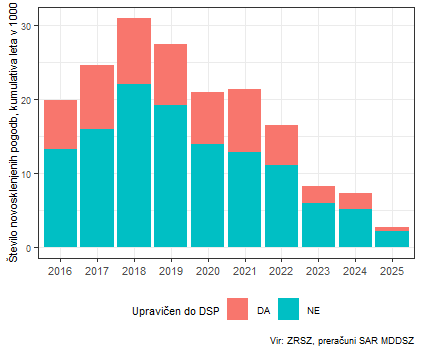 Število novosklenjenih pogodb, kumulativa leta v 1000
30
20
10
0
2016 2017 2018 2019 2020 2021 2022 2023 2024 2025
Upravičen do DSP DA NE
Vir: ZRSZ, preračuni SAR MDDSZ